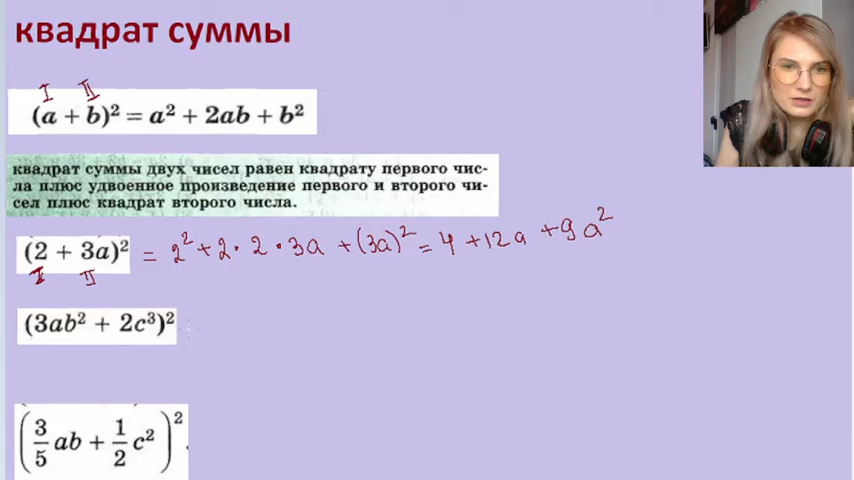 квадрат суммы
I II
(a + b)² = a² + 2ab + b²
квадрат суммы двух чисел равен квадрату первого чис-
ла плюс удвоенное произведение первого и второго чи-
сел плюс квадрат второго числа.
(2 + 3a)² = 2² + 2 · 2 · 3a + (3a)² = 4 + 12a + 9a²
I II
(3ab² + 2c³)²
(3/5 ab + 1/2 c²)².